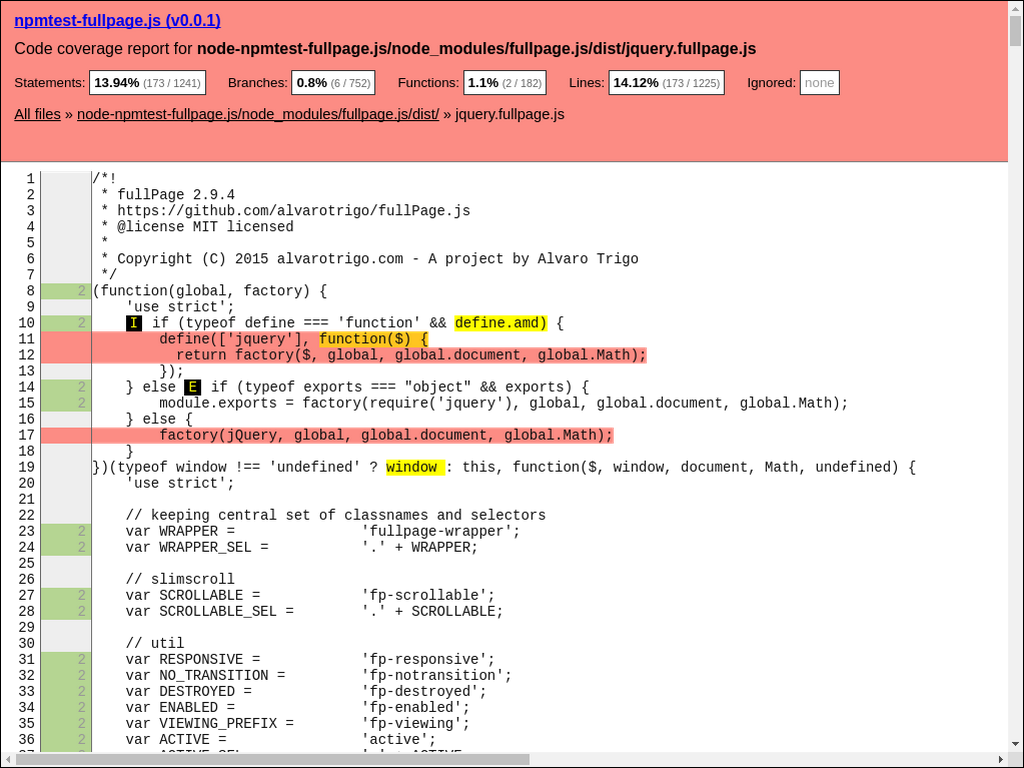 npmtest-fullpage.js (v0.0.1)
Code coverage report for node-npmtest-fullpage.js/node_modules/fullpage.js/dist/jquery.fullpage.js
Statements: 13.94% (173 / 1241) Branches: 0.8% (6 / 752) Functions: 1.1% (2 / 182) Lines: 14.12% (173 / 1225) Ignored: none
All files » node-npmtest-fullpage.js/node_modules/fullpage.js/dist/ » jquery.fullpage.js
1 /*!
2 * fullPage 2.9.4
3 * https://github.com/alvarotrigo/fullPage.js
4 * @license MIT licensed
5 *
6 * Copyright (C) 2015 alvarotrigo.com - A project by Alvaro Trigo
7 */
8 2 (function(global, factory) {
9 'use strict';
10 2 I if (typeof define === 'function' && define.amd) {
11 define(['jquery'], function($) {
12 return factory($, global, global.document, global.Math);
13 });
14 2 } else E if (typeof exports === "object" && exports) {
15 2 module.exports = factory(require('jquery'), global, global.document, global.Math);
16 } else {
17 factory(jQuery, global, global.document, global.Math);
18 }
19 })(typeof window !== 'undefined' ? window : this, function($, window, document, Math, undefined) {
20 'use strict';
21
22 // keeping central set of classnames and selectors
23 2 var WRAPPER = 'fullpage-wrapper';
24 2 var WRAPPER_SEL = '.' + WRAPPER;
25
26 // slimscroll
27 2 var SCROLLABLE = 'fp-scrollable';
28 2 var SCROLLABLE_SEL = '.' + SCROLLABLE;
29
30 // util
31 2 var RESPONSIVE = 'fp-responsive';
32 2 var NO_TRANSITION = 'fp-notransition';
33 2 var DESTROYED = 'fp-destroyed';
34 2 var ENABLED = 'fp-enabled';
35 2 var VIEWING_PREFIX = 'fp-viewing';
36 2 var ACTIVE = 'active';